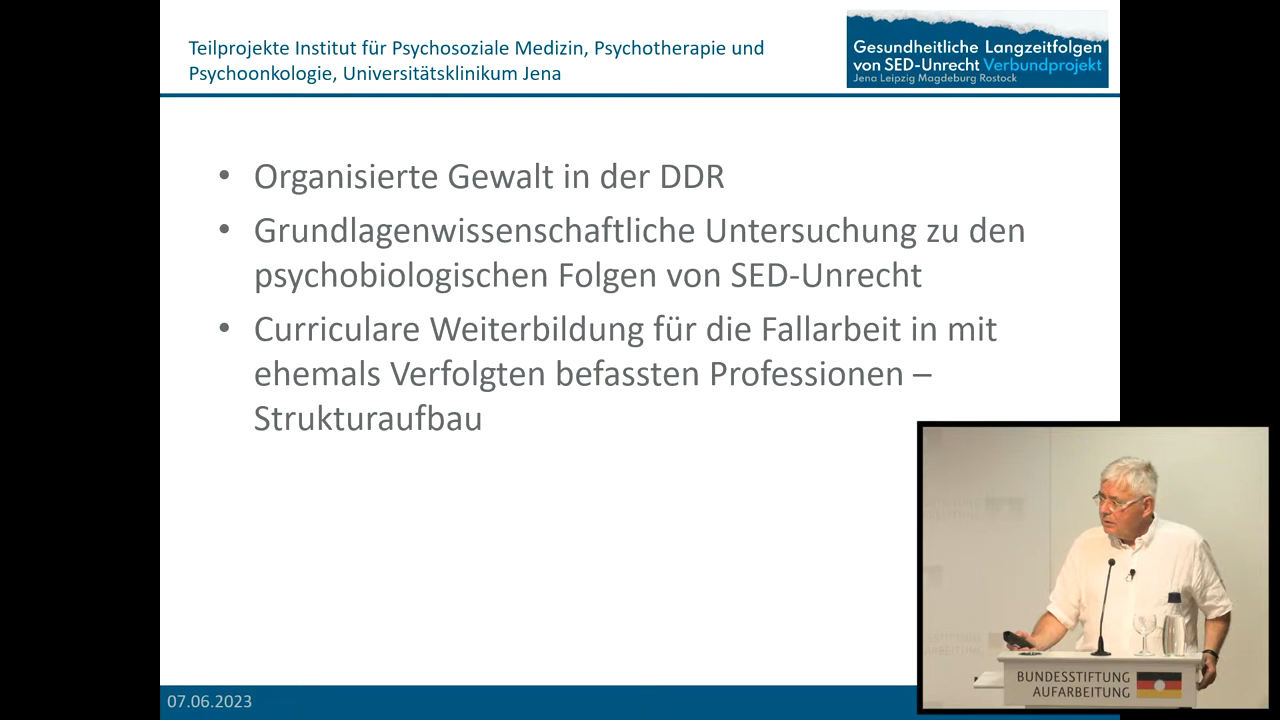 Teilprojekte Institut für Psychosoziale Medizin, Psychotherapie und
Psychoonkologie, Universitätsklinikum Jena
Gesundheitliche Langzeitfolgen
von SED-Unrecht Verbundprojekt
Jena Leipzig Magdeburg Rostock
• Organisierte Gewalt in der DDR
• Grundlagenwissenschaftliche Untersuchung zu den
psychobiologischen Folgen von SED-Unrecht
• Curriculare Weiterbildung für die Fallarbeit in mit
ehemals Verfolgten befassten Professionen –
Strukturaufbau
BUNDESSTIFTUNG
AUFARBEITUNG
07.06.2023